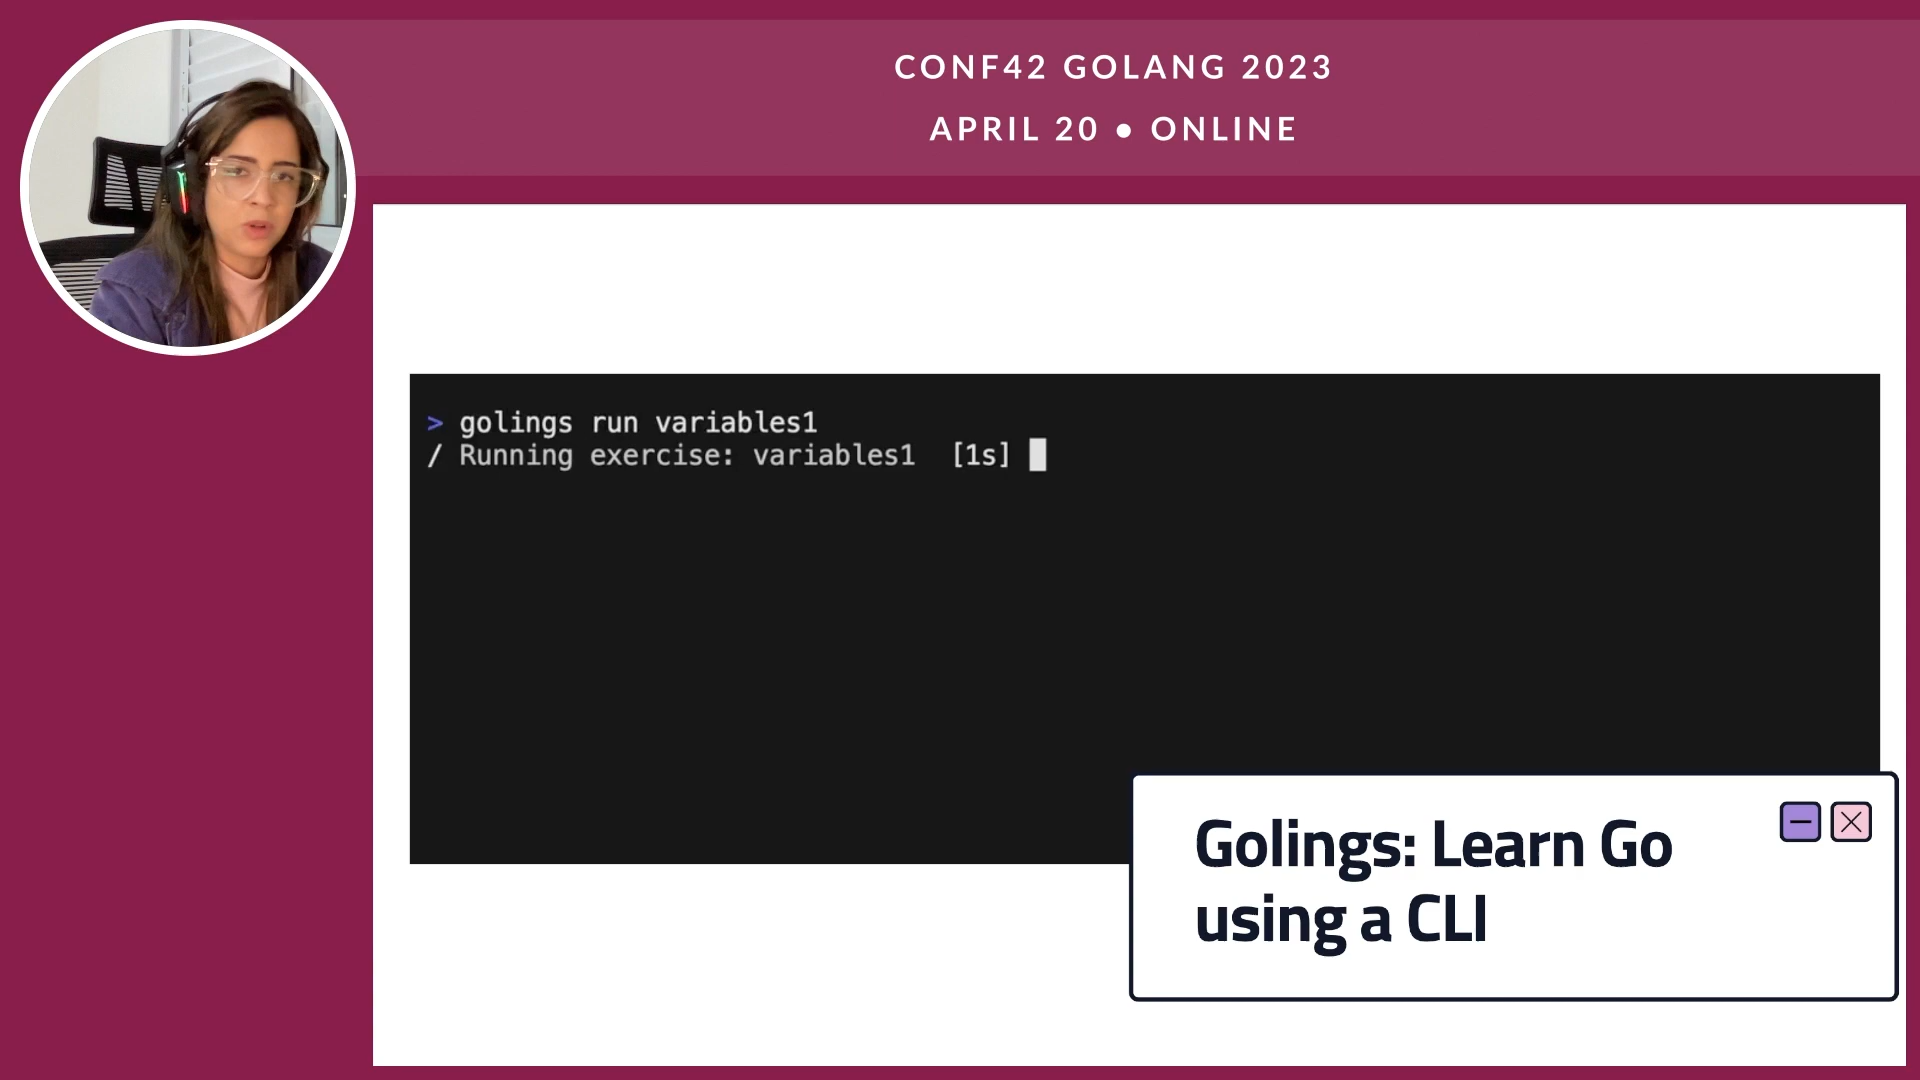 CONF42 GOLANG 2023
APRIL 20 ● ONLINE
> golings run variables1
/ Running exercise: variables1 [1s]
Golings: Learn Go
using a CLI